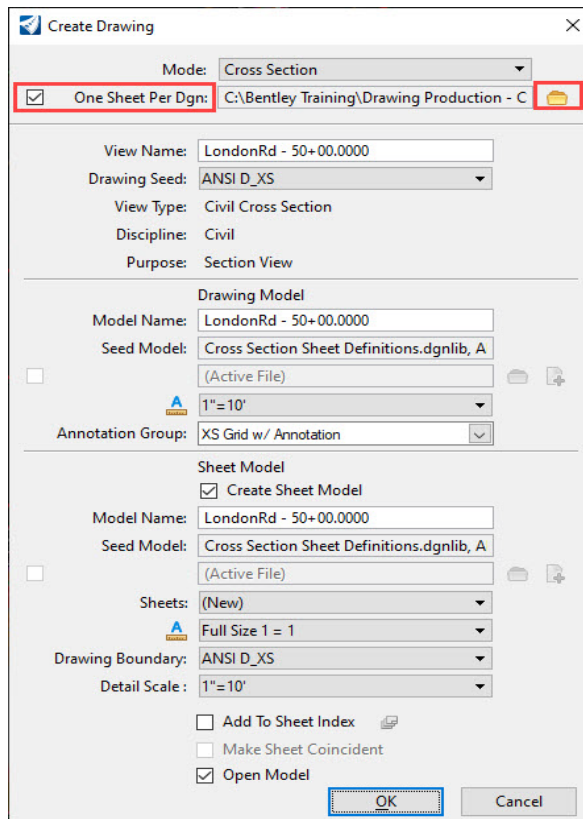 Create Drawing
Mode: Cross Section
One Sheet Per Dgn: C:\Bentley Training\Drawing Production - C
View Name: LondonRd - 50+00.0000
Drawing Seed: ANSI D_XS
View Type: Civil Cross Section
Discipline: Civil
Purpose: Section View
Drawing Model
Model Name: LondonRd - 50+00.0000
Seed Model: Cross Section Sheet Definitions.dgnlib, A
(Active File)
A 1"=10'
Annotation Group: XS Grid w/ Annotation
Sheet Model
Create Sheet Model
Model Name: LondonRd - 50+00.0000
Seed Model: Cross Section Sheet Definitions.dgnlib, A
(Active File)
Sheets: (New)
A Full Size 1 = 1
Drawing Boundary: ANSI D_XS
Detail Scale : 1"=10'
Add To Sheet Index
Make Sheet Coincident
Open Model
OK Cancel